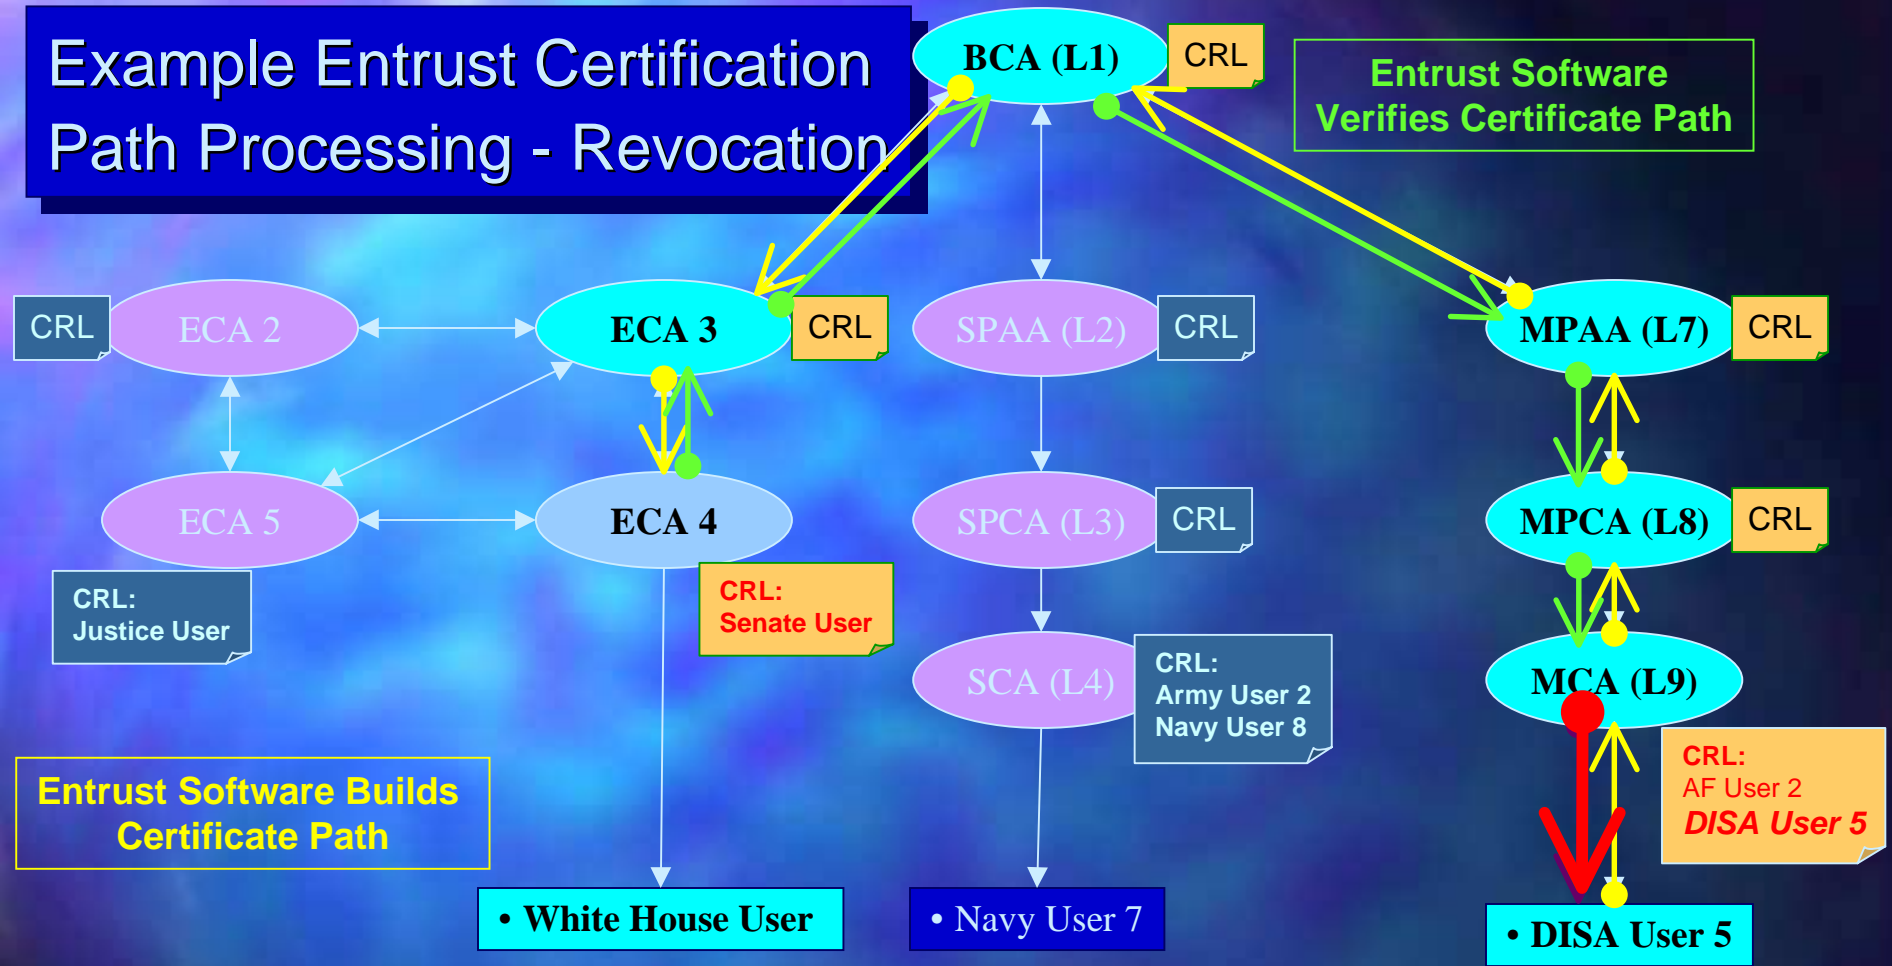 Example Entrust Certification
Path Processing - Revocation
BCA (L1)
CRL
Entrust Software
Verifies Certificate Path
CRL
ECA 2
ECA 3
CRL
SPAA (L2)
CRL
MPAA (L7)
CRL
ECA 5
ECA 4
SPCA (L3)
CRL
MPCA (L8)
CRL
CRL:
Justice User
CRL:
Senate User
SCA (L4)
CRL:
Army User 2
Navy User 8
MCA (L9)
CRL:
AF User 2
DISA User 5
Entrust Software Builds
Certificate Path
• White House User
• Navy User 7
• DISA User 5